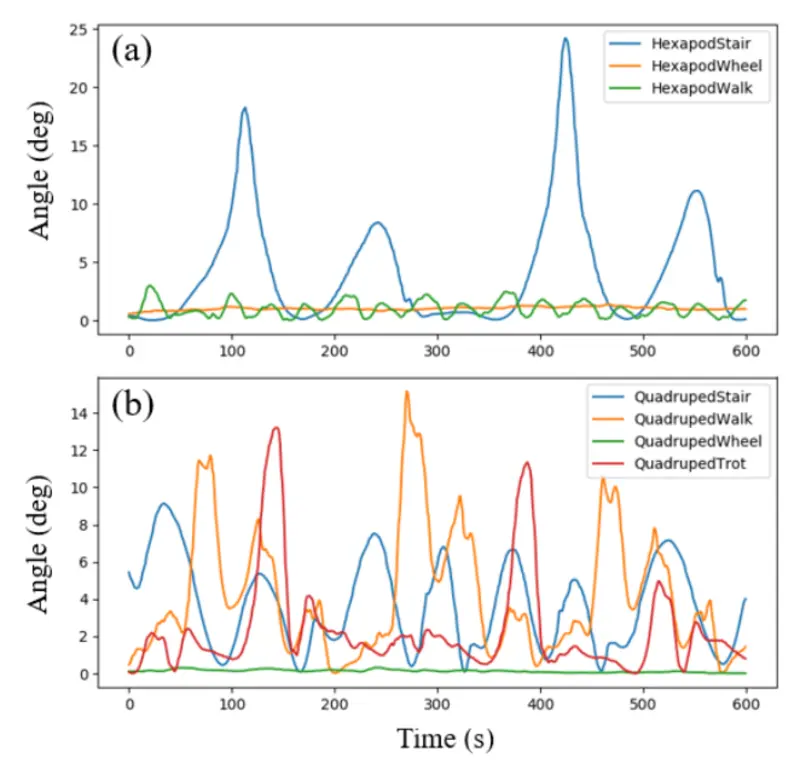 (a)
HexapodStair
HexapodWheel
HexapodWalk
Angle (deg)
25
20
15
10
5
0
0 100 200 300 400 500 600
(b)
QuadrupedStair
QuadrupedWalk
QuadrupedWheel
QuadrupedTrot
Angle (deg)
14
12
10
8
6
4
2
0
0 100 200 300 400 500 600
Time (s)